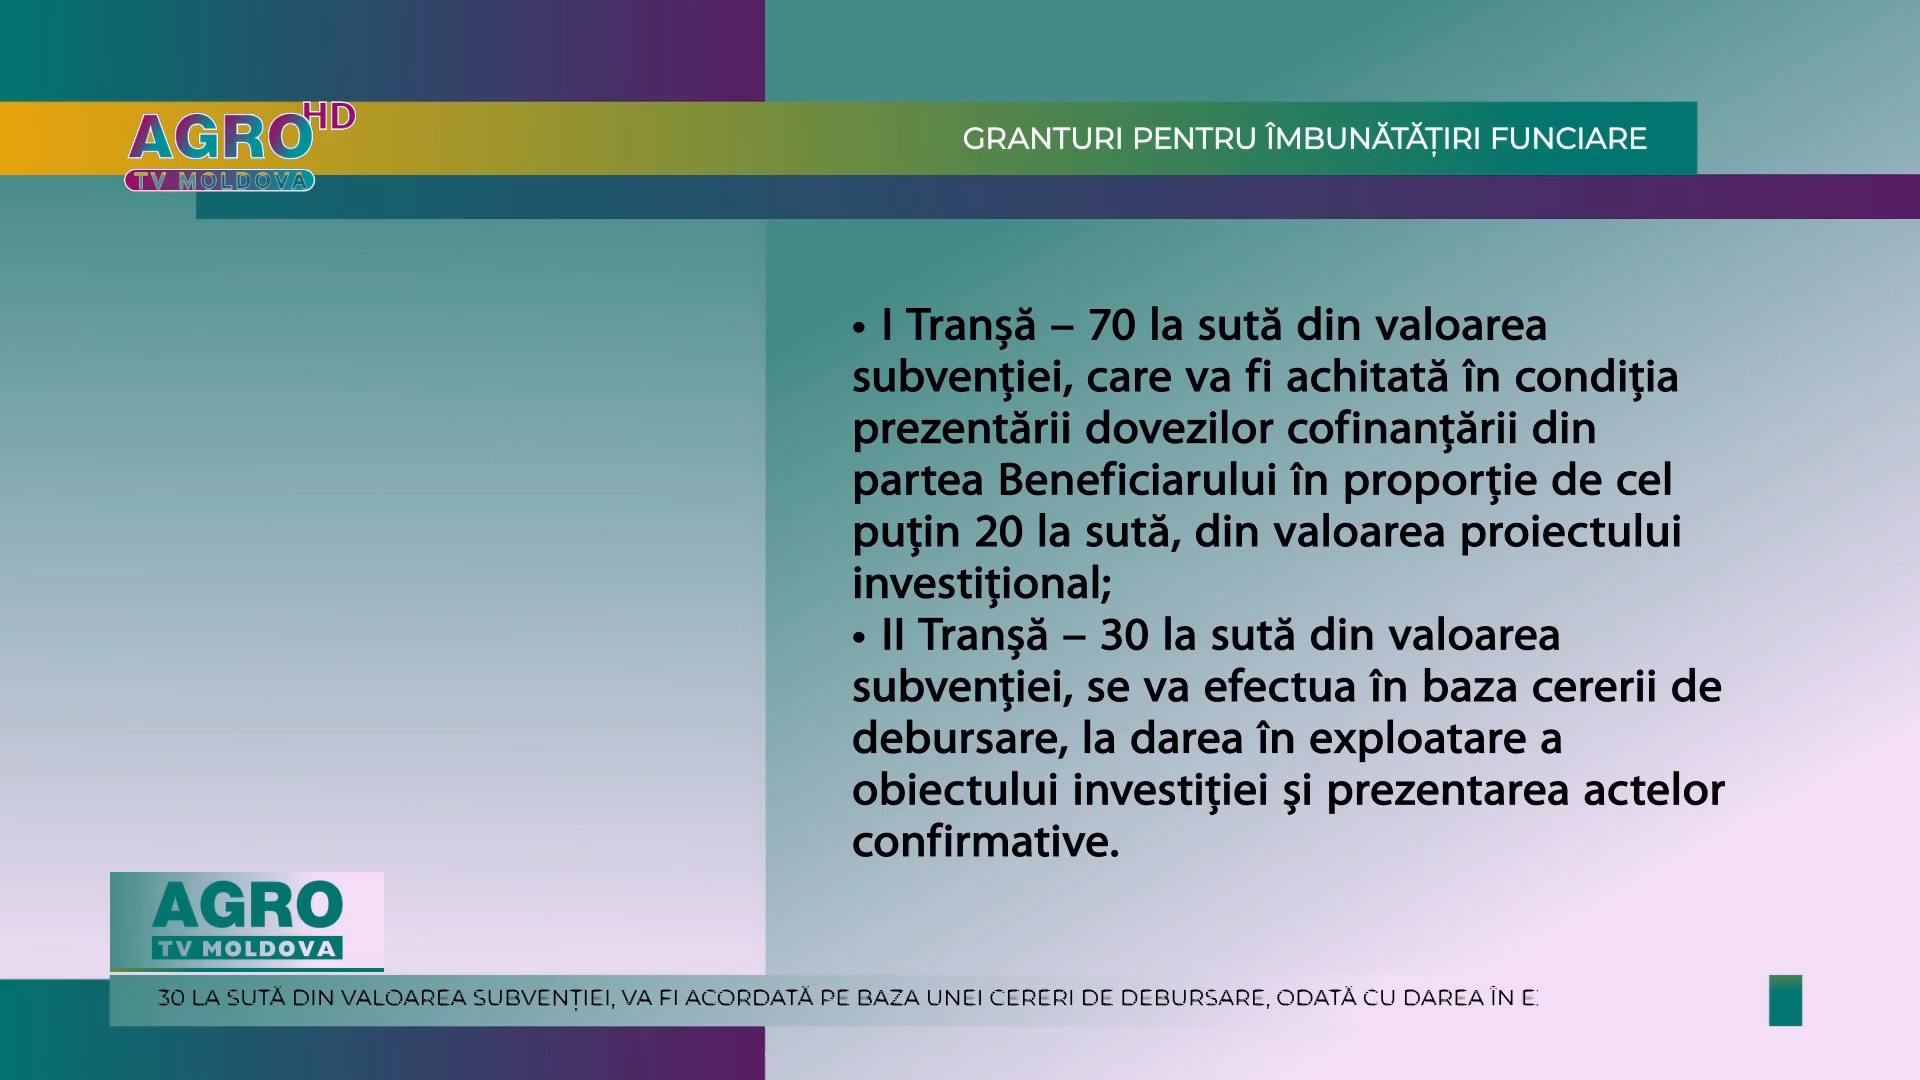 AGRO HD
TV MOLDOVA
GRANTURI PENTRU ÎMBUNĂTĂȚIRI FUNCIARE
• I Tranşă – 70 la sută din valoarea
subvenţiei, care va fi achitată în condiţia
prezentării dovezilor cofinanţării din
partea Beneficiarului în proporţie de cel
puţin 20 la sută, din valoarea proiectului
investiţional;
• II Tranşă – 30 la sută din valoarea
subvenţiei, se va efectua în baza cererii de
debursare, la darea în exploatare a
obiectului investiţiei şi prezentarea actelor
confirmative.
AGRO
TV MOLDOVA
30 LA SUTĂ DIN VALOAREA SUBVENȚIEI, VA FI ACORDATĂ PE BAZA UNEI CERERI DE DEBURSARE, ODATĂ CU DAREA ÎN